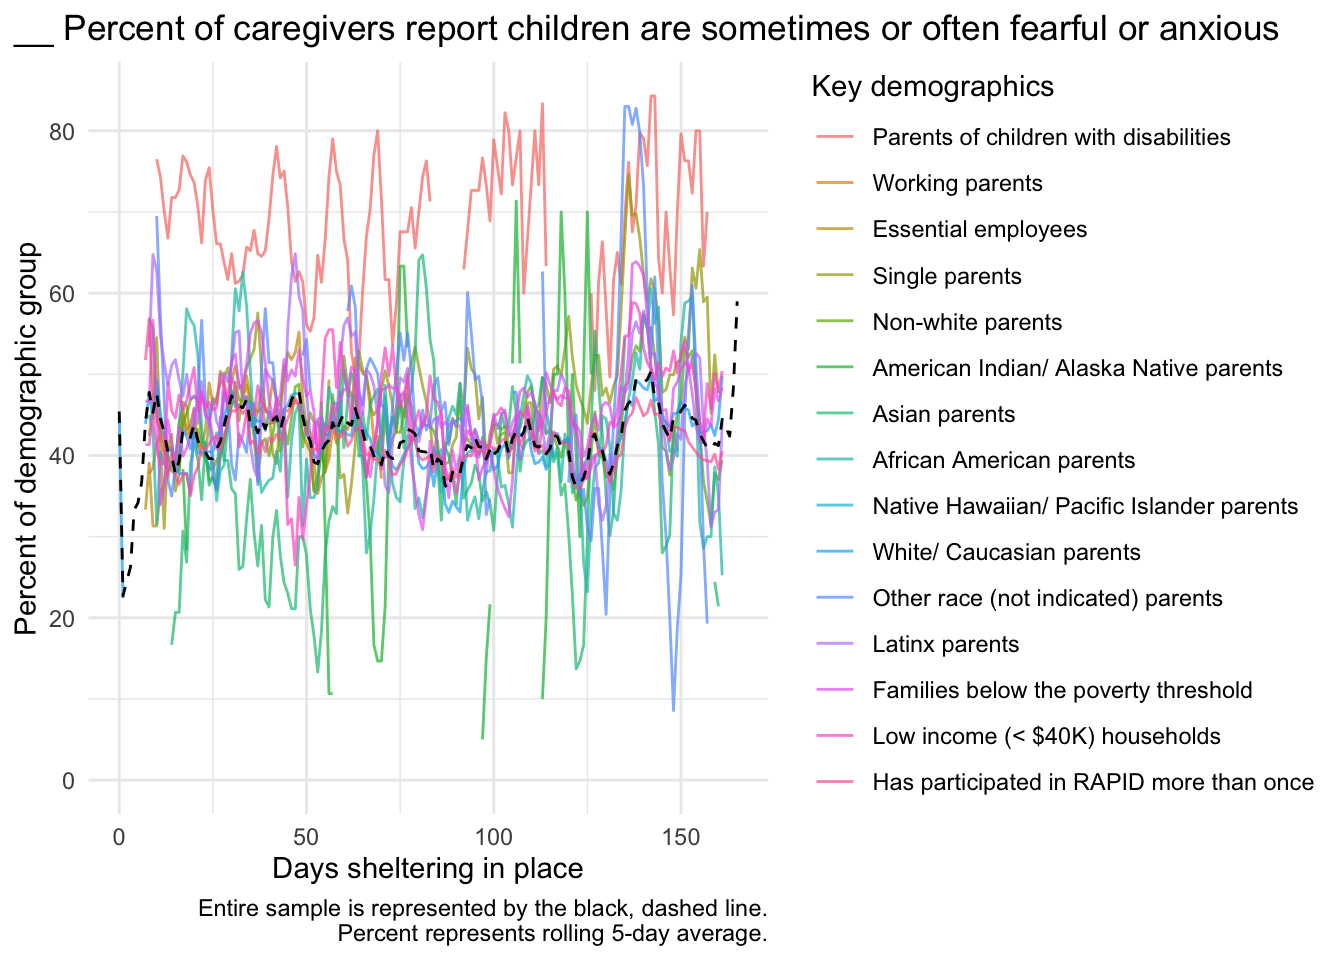 __ Percent of caregivers report children are sometimes or often fearful or anxious
Key demographics
Parents of children with disabilities
Working parents
Essential employees
Single parents
Non-white parents
American Indian/ Alaska Native parents
Asian parents
African American parents
Native Hawaiian/ Pacific Islander parents
White/ Caucasian parents
Other race (not indicated) parents
Latinx parents
Families below the poverty threshold
Low income (< $40K) households
Has participated in RAPID more than once
Percent of demographic group
80
60
40
20
0
0 50 100 150
Days sheltering in place
Entire sample is represented by the black, dashed line.
Percent represents rolling 5-day average.